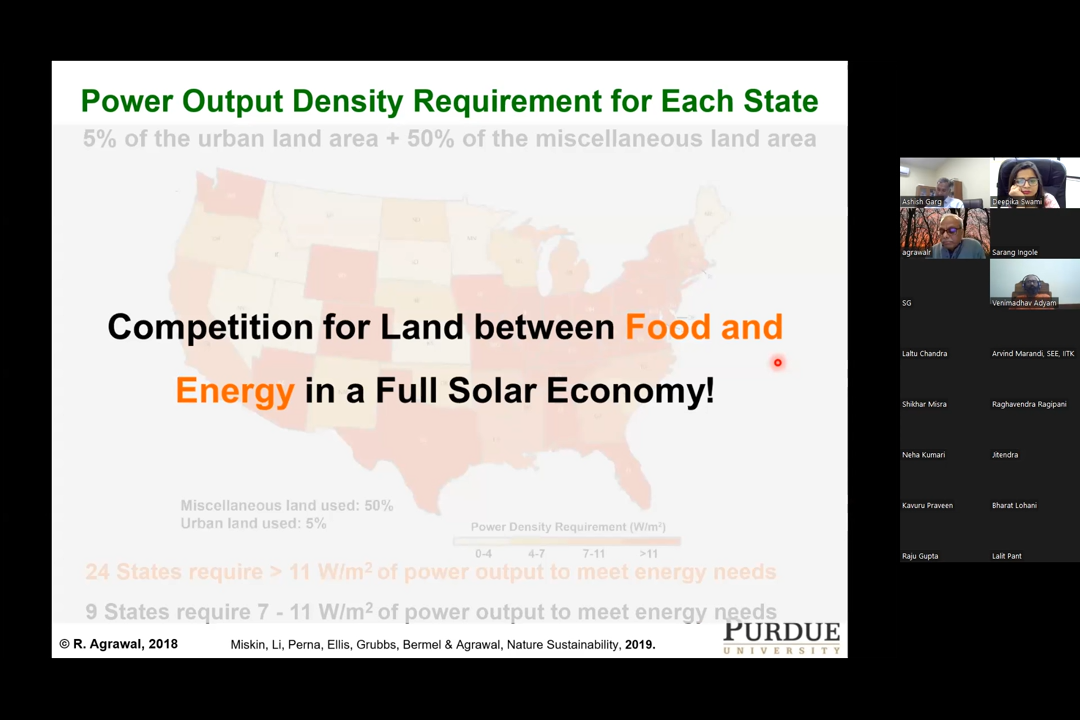 Power Output Density Requirement for Each State
5% of the urban land area + 50% of the miscellaneous land area
Competition for Land between Food and
Energy in a Full Solar Economy!
Miscellaneous land used: 50%
Urban land used: 5%
Power Density Requirement (W/m²)
0-4 4-7 7-11 >11
24 States require > 11 W/m² of power output to meet energy needs
9 States require 7 - 11 W/m² of power output to meet energy needs
© R. Agrawal, 2018
Miskin, Li, Perna, Ellis, Grubbs, Bermel & Agrawal, Nature Sustainability, 2019.
PURDUE
UNIVERSITY
Ashish Garg
Deepika Swami
agrawalr
Sarang Ingole
SG
Venimadhav Adyam
Laltu Chandra
Arvind Marandi, SEE, IITK
Shikhar Misra
Raghavendra Ragipani
Neha Kumari
Jitendra
Kavuru Praveen
Bharat Lohani
Raju Gupta
Lalit Pant